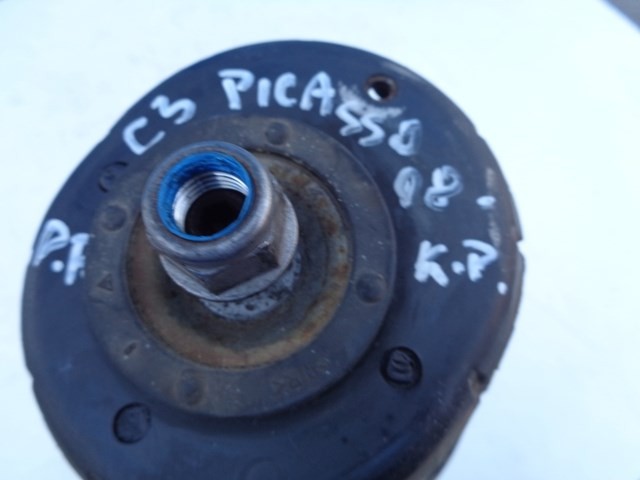 C3 PICASSO
08.
P.I
K.P.